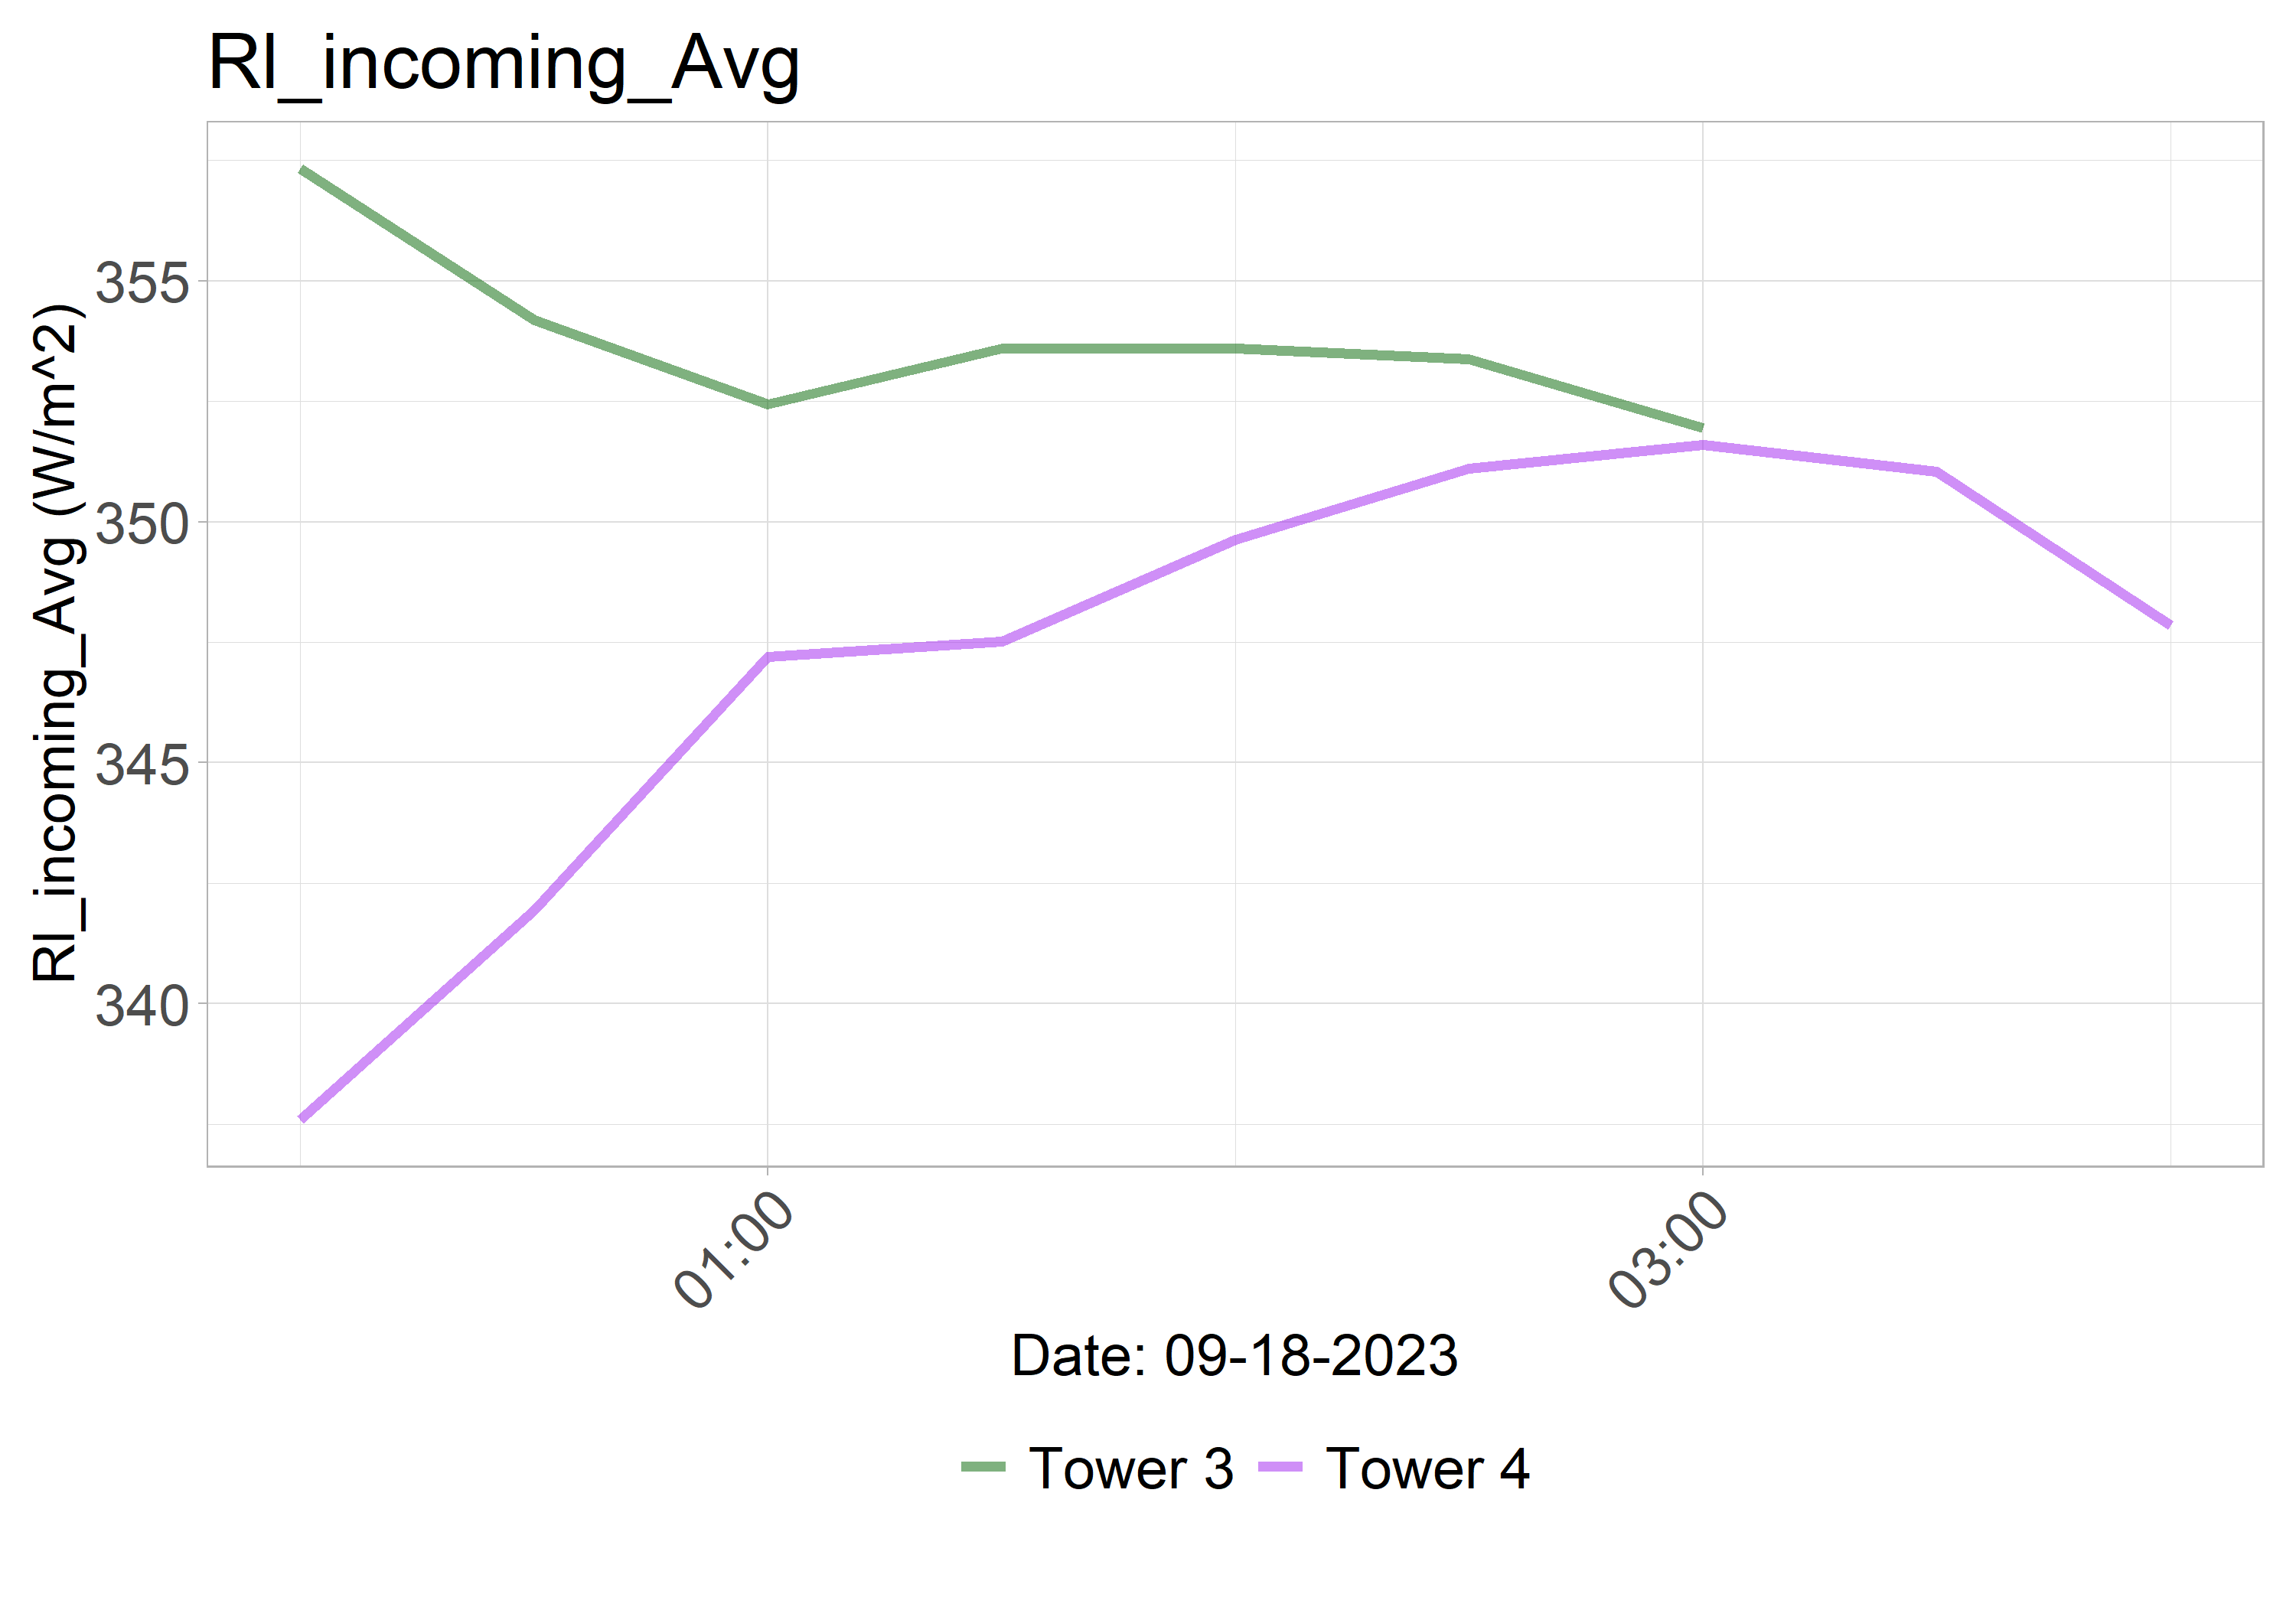 Rl_incoming_Avg
Rl_incoming_Avg (W/m^2)
355
350
345
340
01:00
03:00
Date: 09-18-2023
Tower 3
Tower 4